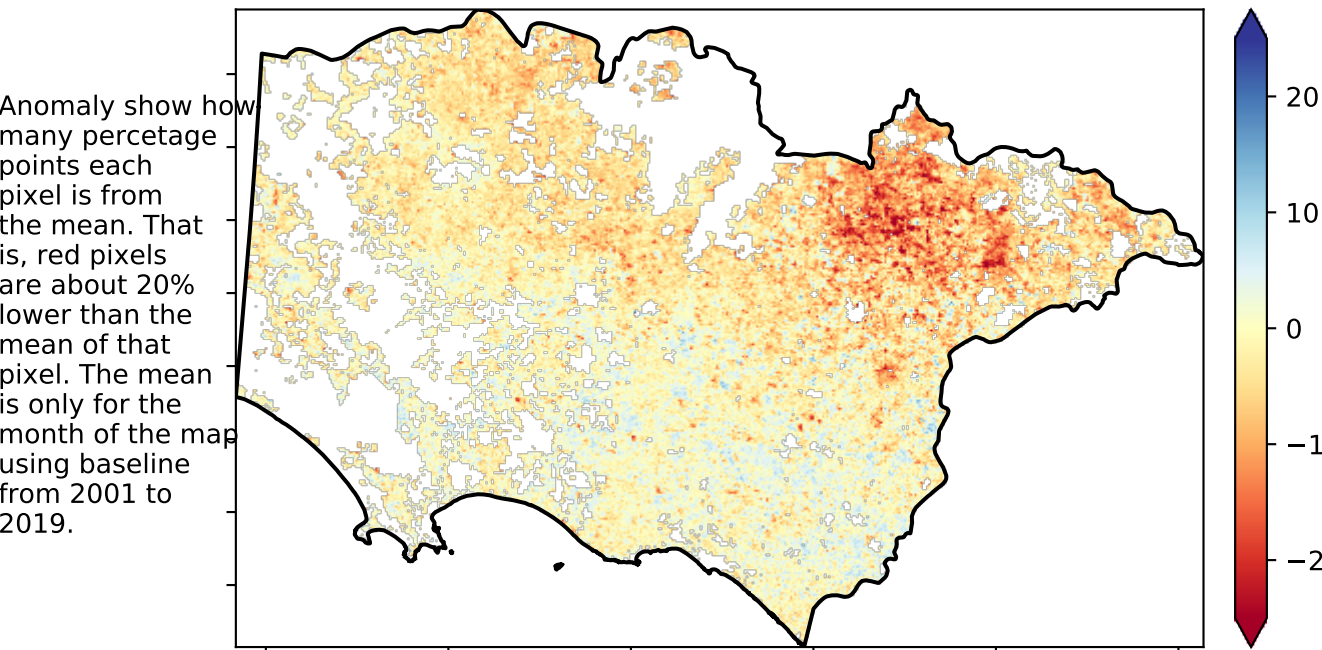 Anomaly show how
many percetage
points each
pixel is from
the mean. That
is, red pixels
are about 20%
lower than the
mean of that
pixel. The mean
is only for the
month of the map
using baseline
from 2001 to
2019.
20
10
0
−1
−2